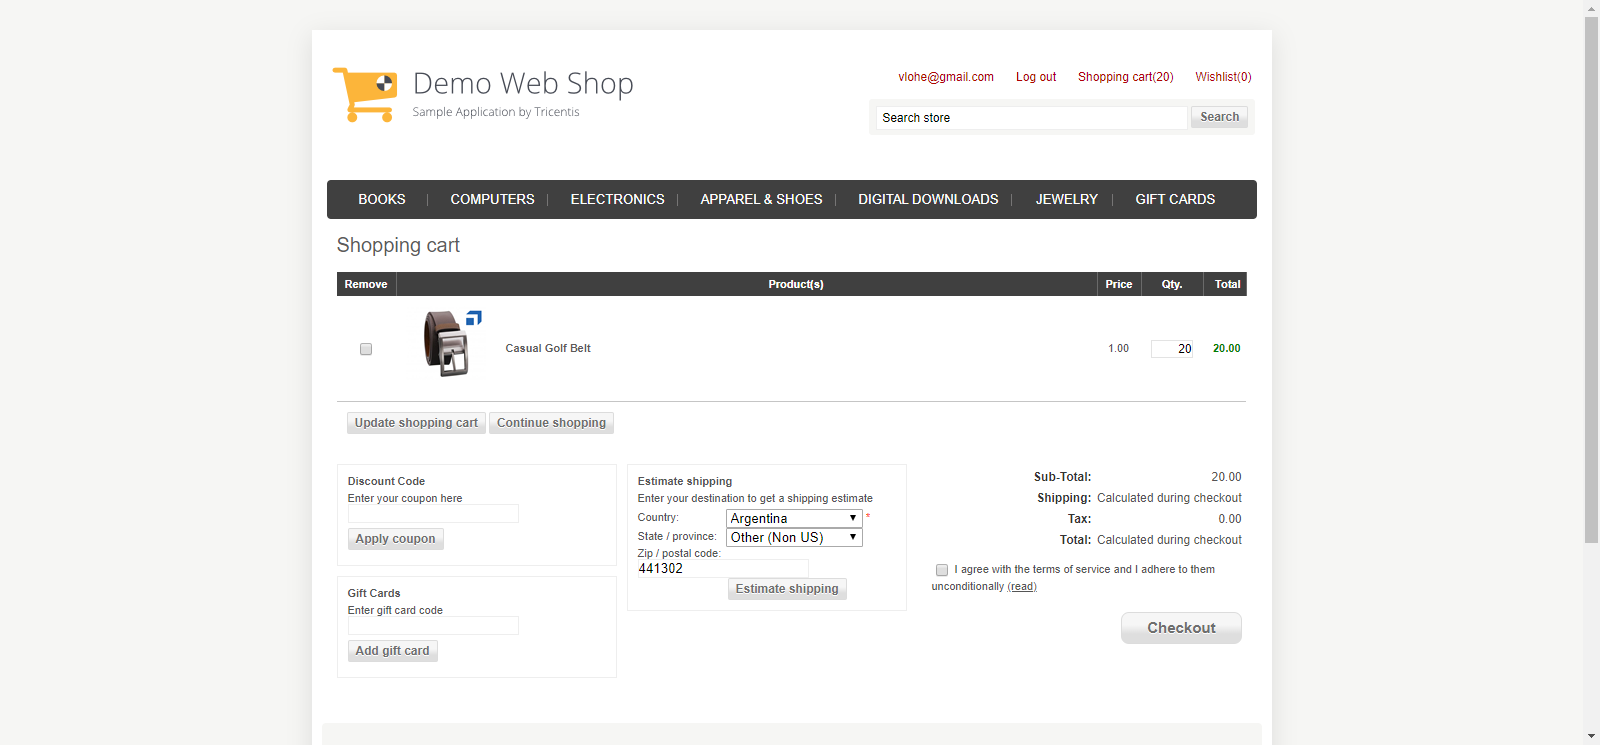 Demo Web Shop
Sample Application by Tricentis
vlohe@gmail.com Log out Shopping cart(20) Wishlist(0)
Search store Search
BOOKS COMPUTERS ELECTRONICS APPAREL & SHOES DIGITAL DOWNLOADS JEWELRY GIFT CARDS
Shopping cart
Remove Product(s) Price Qty. Total
Casual Golf Belt 1.00 20 20.00
Update shopping cart Continue shopping
Discount Code
Enter your coupon here
Apply coupon
Gift Cards
Enter gift card code
Add gift card
Estimate shipping
Enter your destination to get a shipping estimate
Country: Argentina *
State / province: Other (Non US)
Zip / postal code:
441302
Estimate shipping
Sub-Total: 20.00
Shipping: Calculated during checkout
Tax: 0.00
Total: Calculated during checkout
I agree with the terms of service and I adhere to them
unconditionally (read)
Checkout